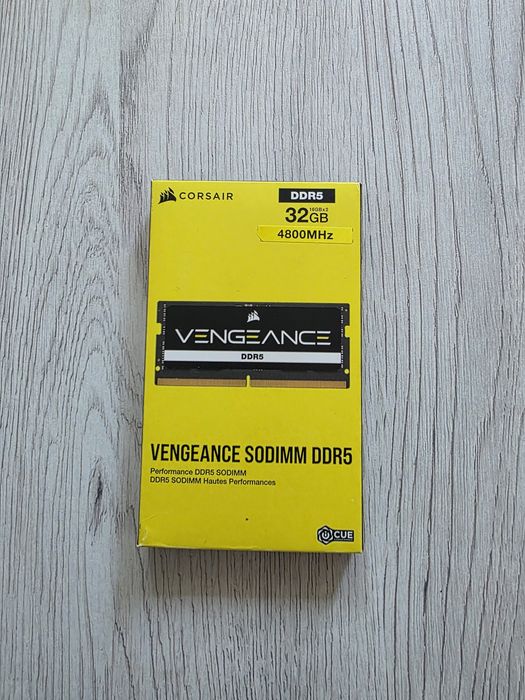 CORSAIR
DDR5
16GBx2
32GB
4800MHz
VENGEANCE
DDR5
VENGEANCE SODIMM DDR5
Performance DDR5 SODIMM
DDR5 SODIMM Hautes Performances
CUE